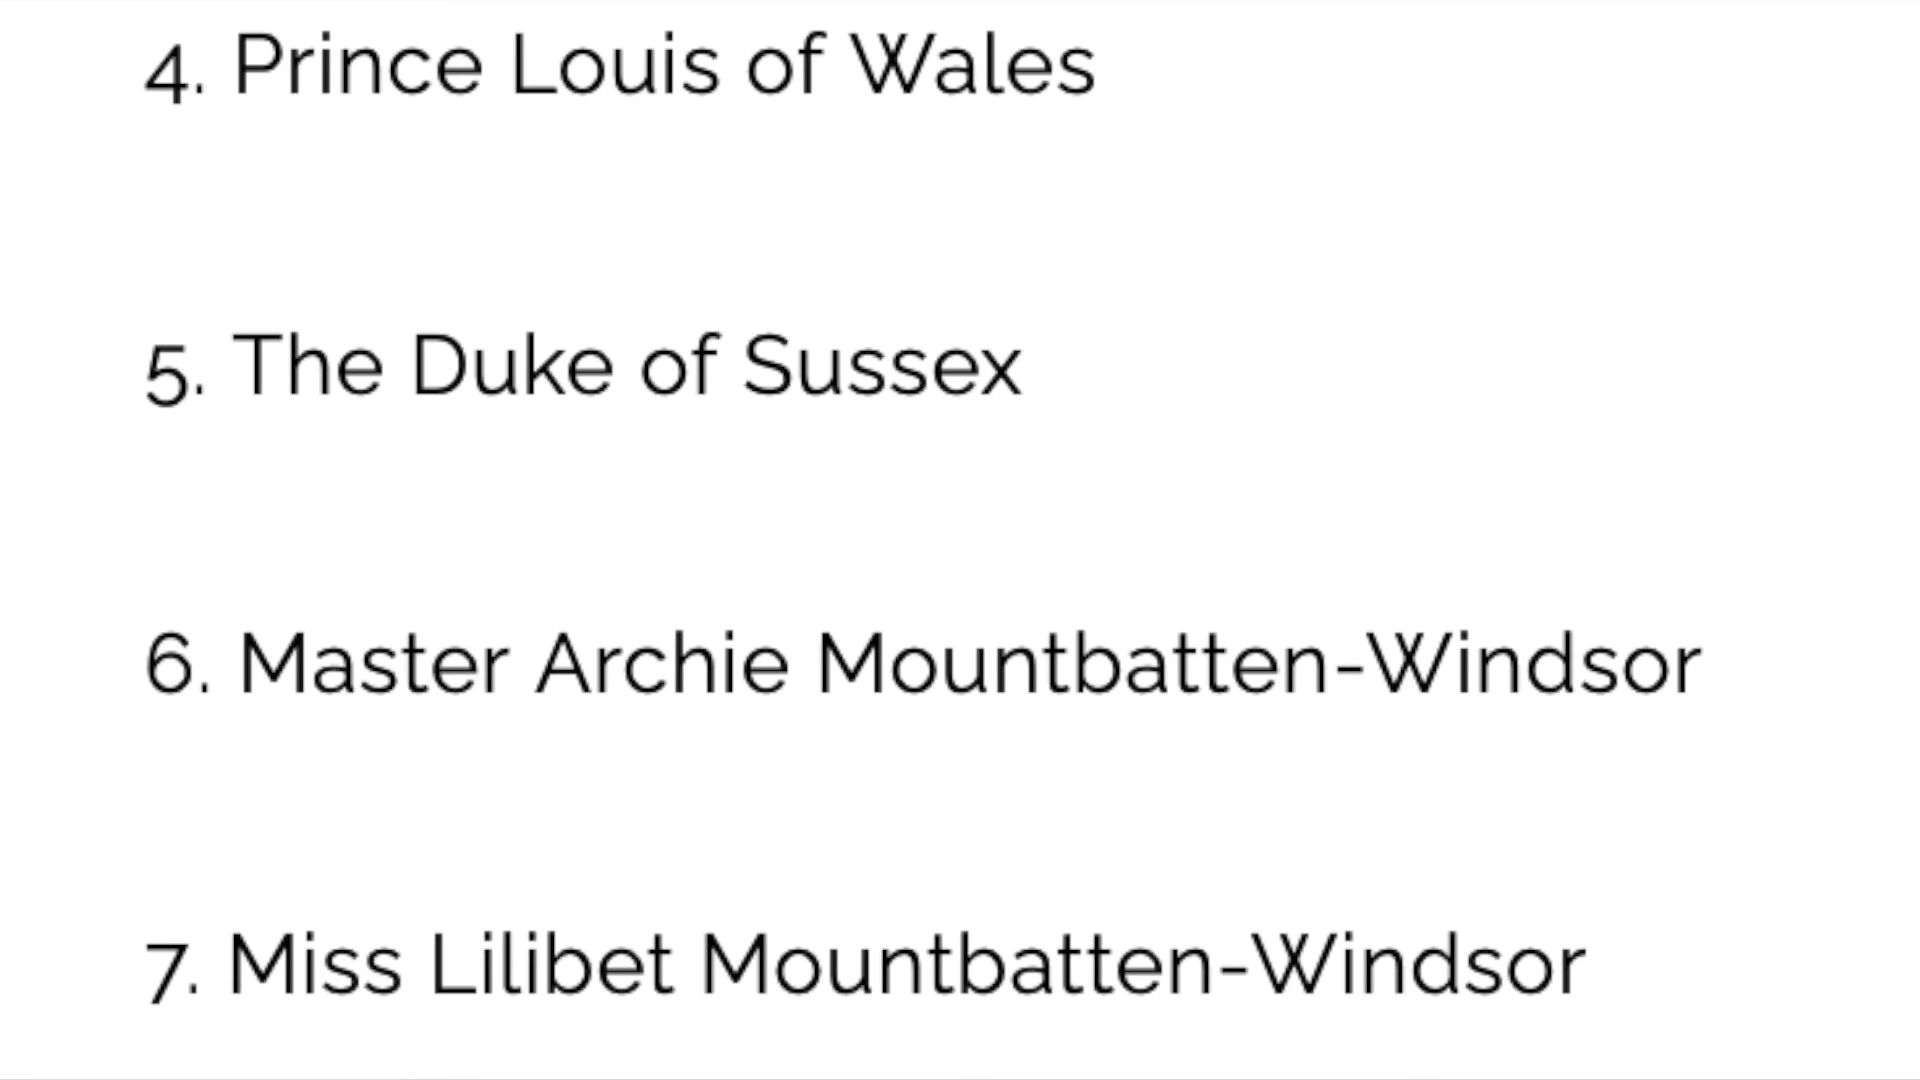 4. Prince Louis of Wales
5. The Duke of Sussex
6. Master Archie Mountbatten-Windsor
7. Miss Lilibet Mountbatten-Windsor